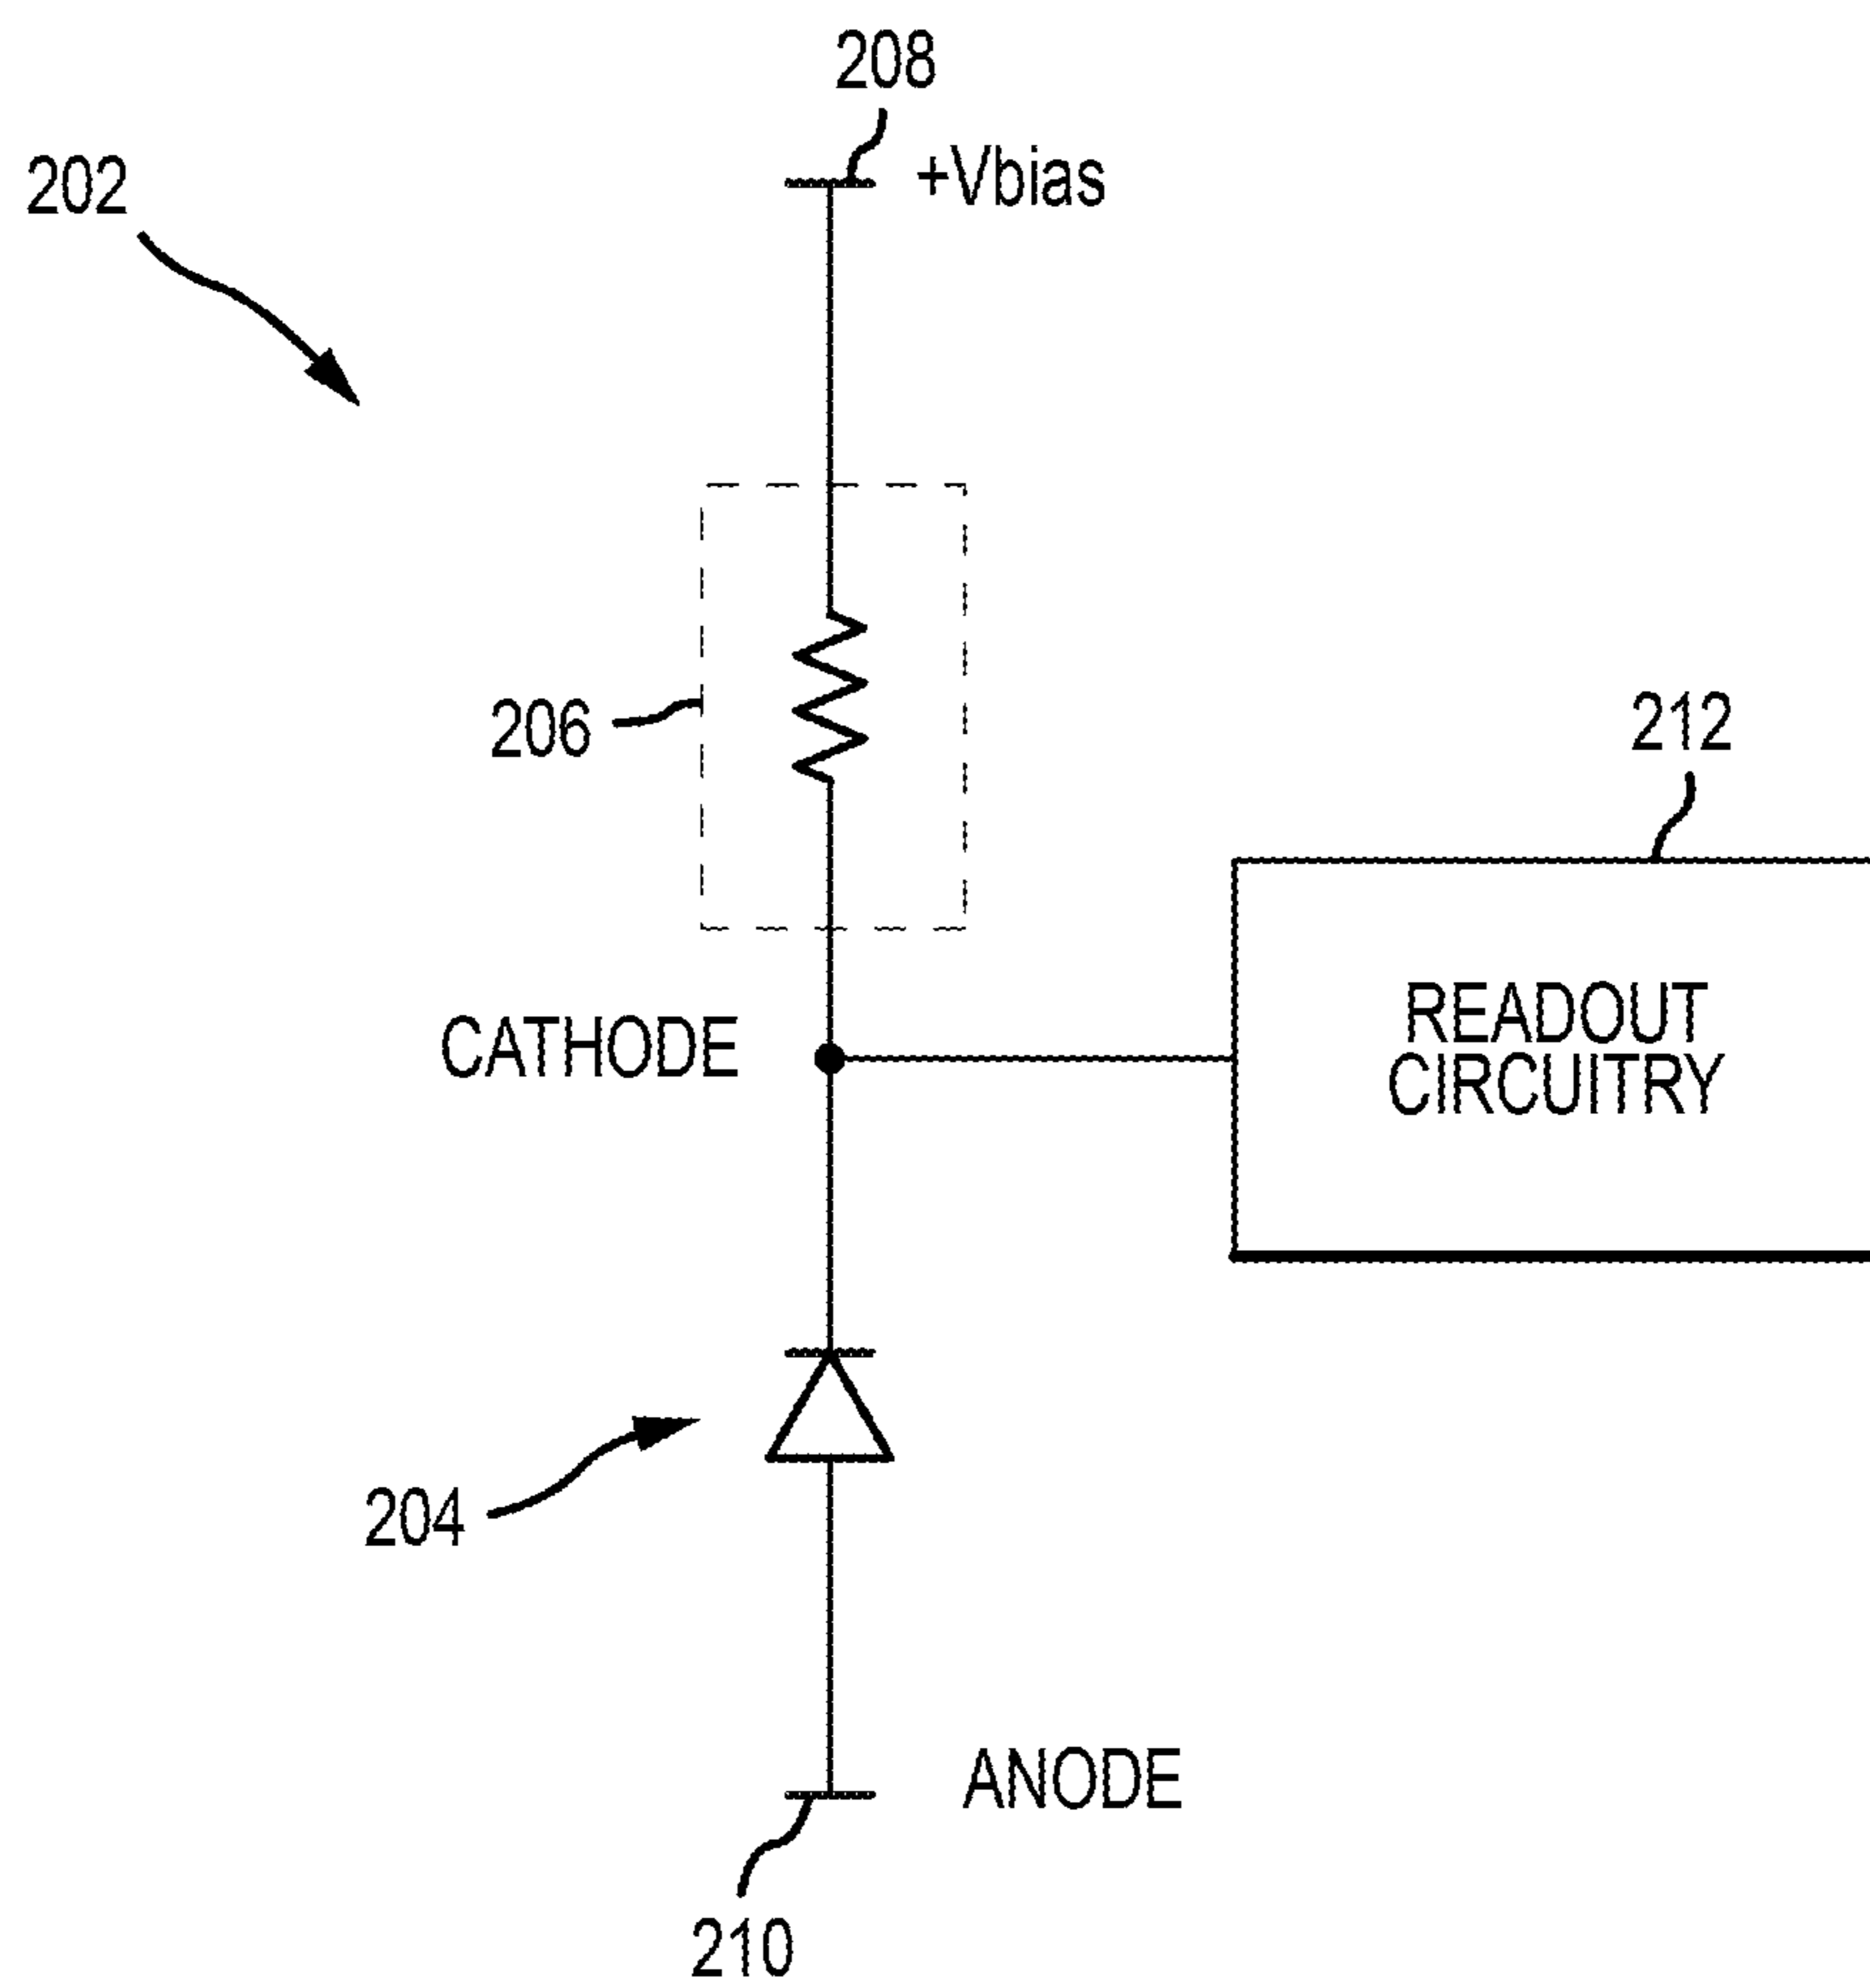 208
+Vbias
202
206
212
READOUT
CIRCUITRY
CATHODE
204
ANODE
210